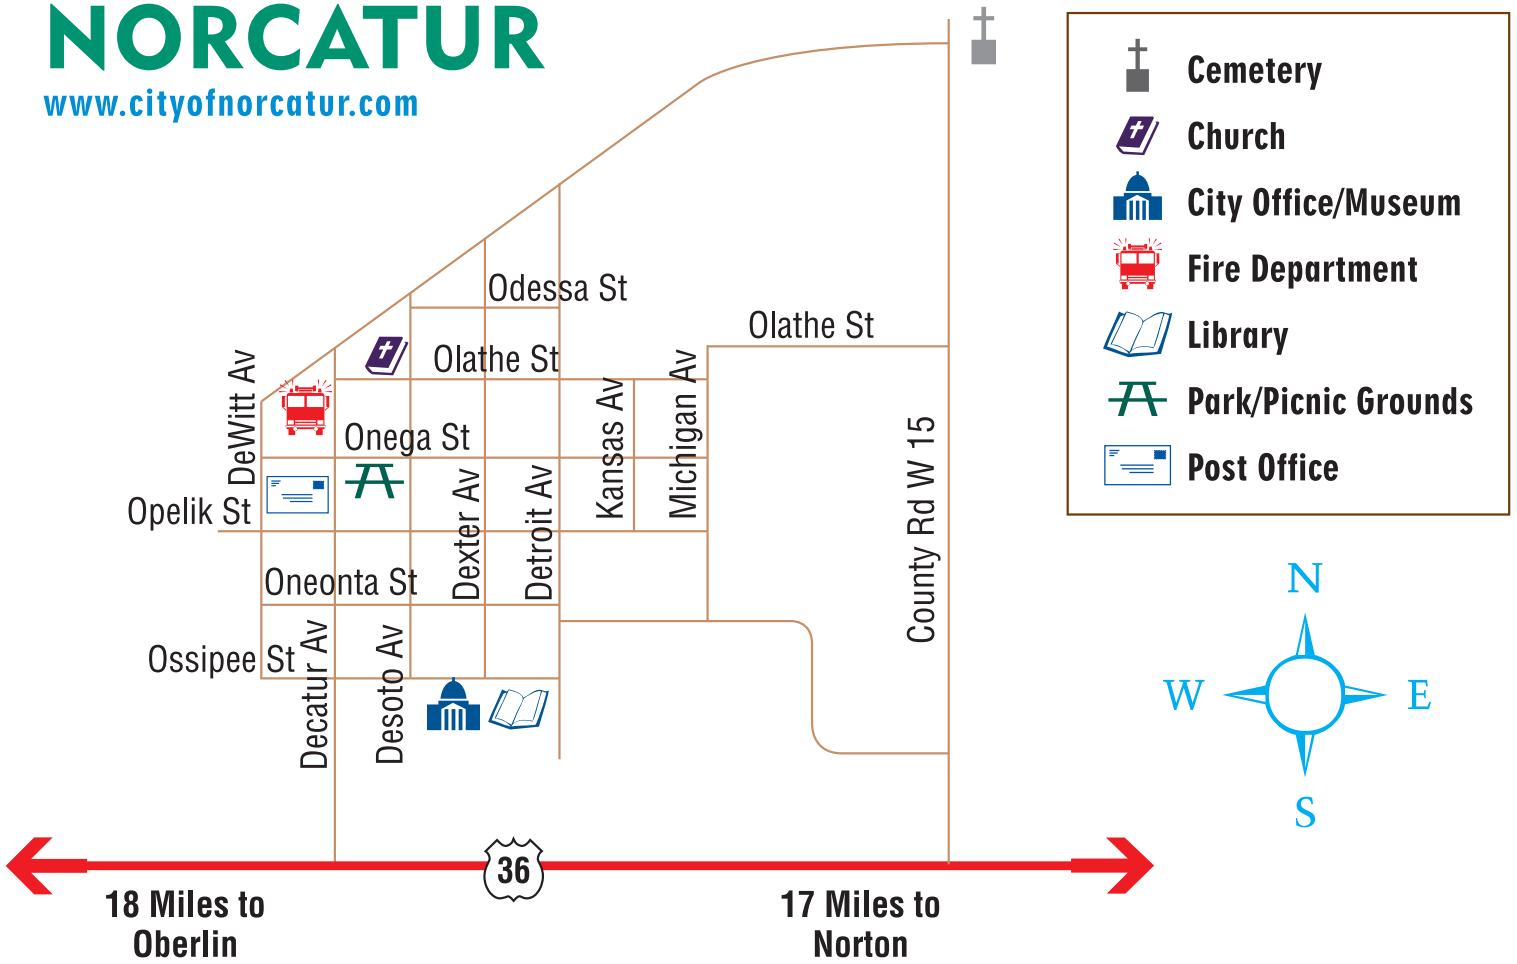 NORCATUR
www.cityofnorcatur.com
Cemetery
Church
City Office/Museum
Fire Department
Library
Park/Picnic Grounds
Post Office
Odessa St
Olathe St
Olathe St
DeWitt Av
Onega St
Kansas Av
Michigan Av
County Rd W 15
Opelik St
Dexter Av
Detroit Av
Oneonta St
Ossipee St
Decatur Av
Desoto Av
N
W
E
S
36
18 Miles to
Oberlin
17 Miles to
Norton